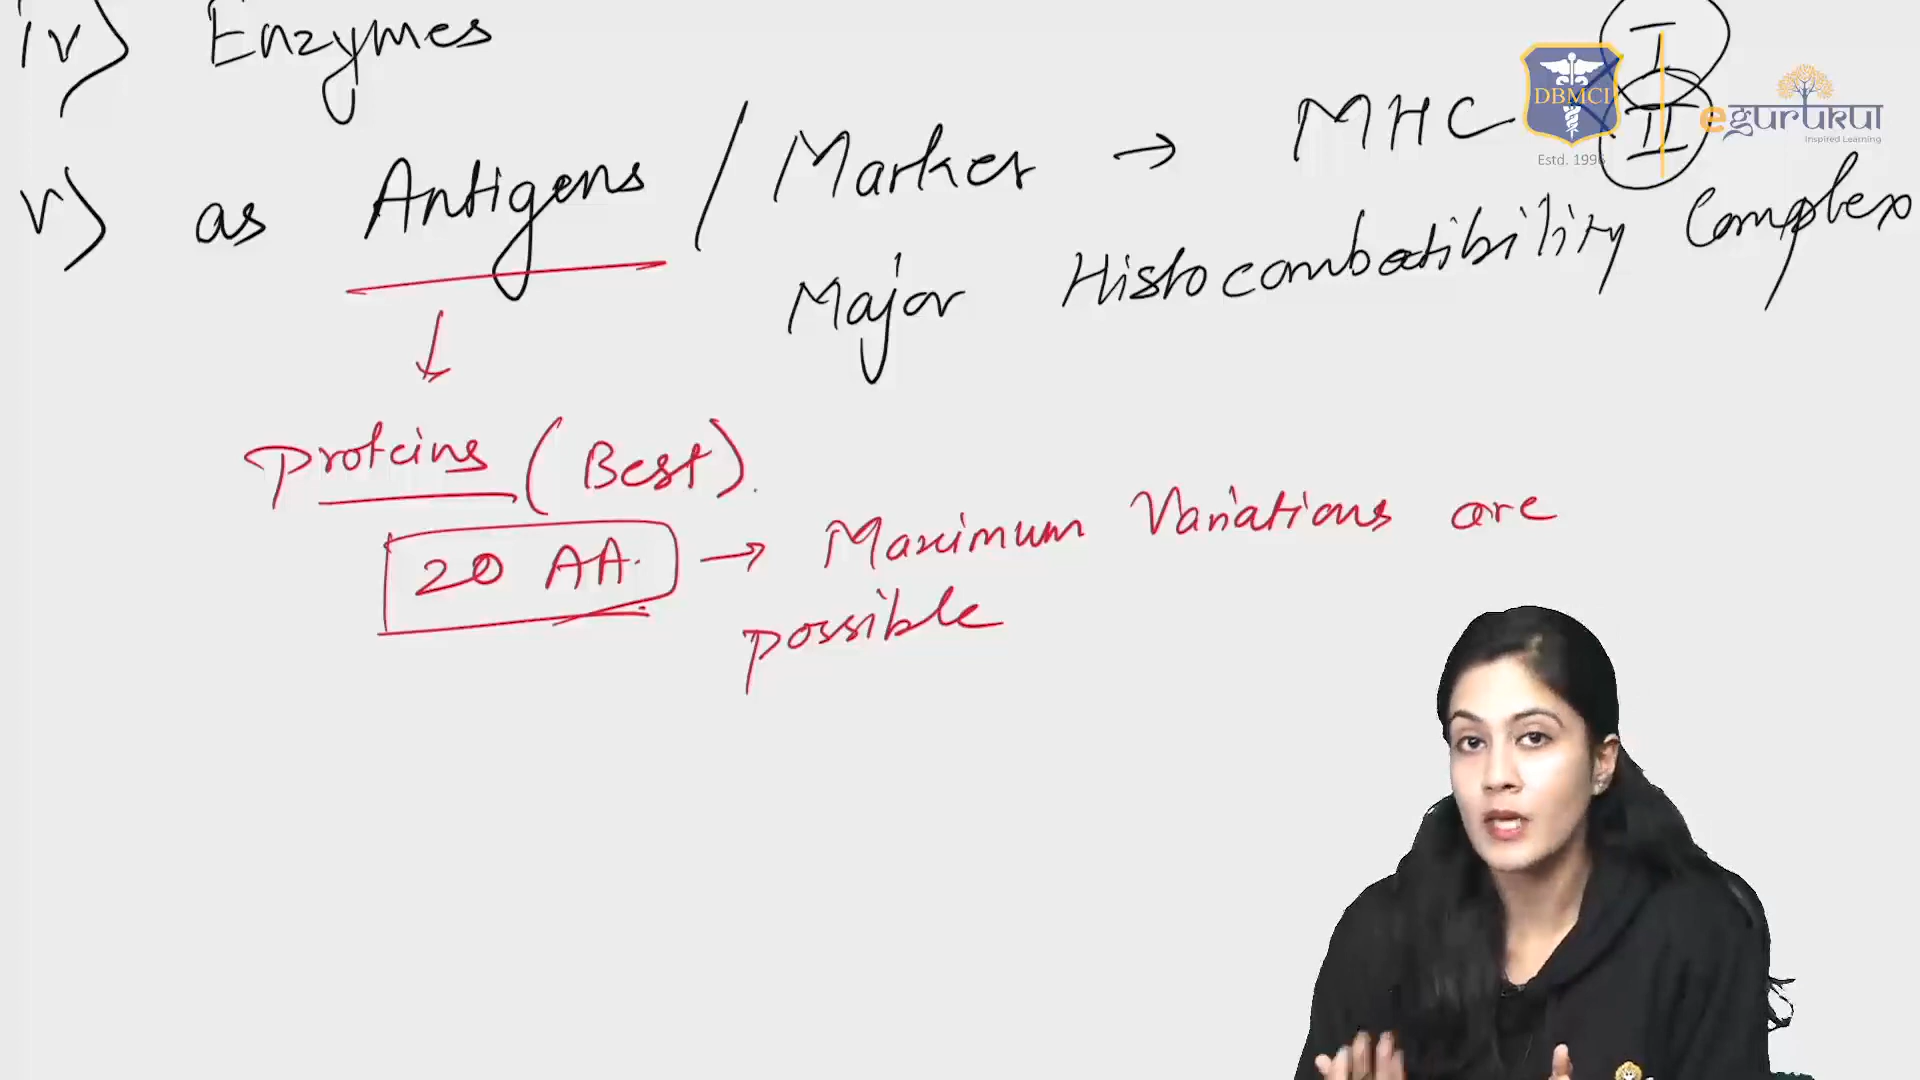 iv) Enzymes
v) as Antigens / Marker → MHC I II
Major Histocombatibility Complex
DBMCI
Estd. 1996
egurukul
Inspired Learning
↓
Proteins (Best).
20 AA. → Maximum Variations are
possible